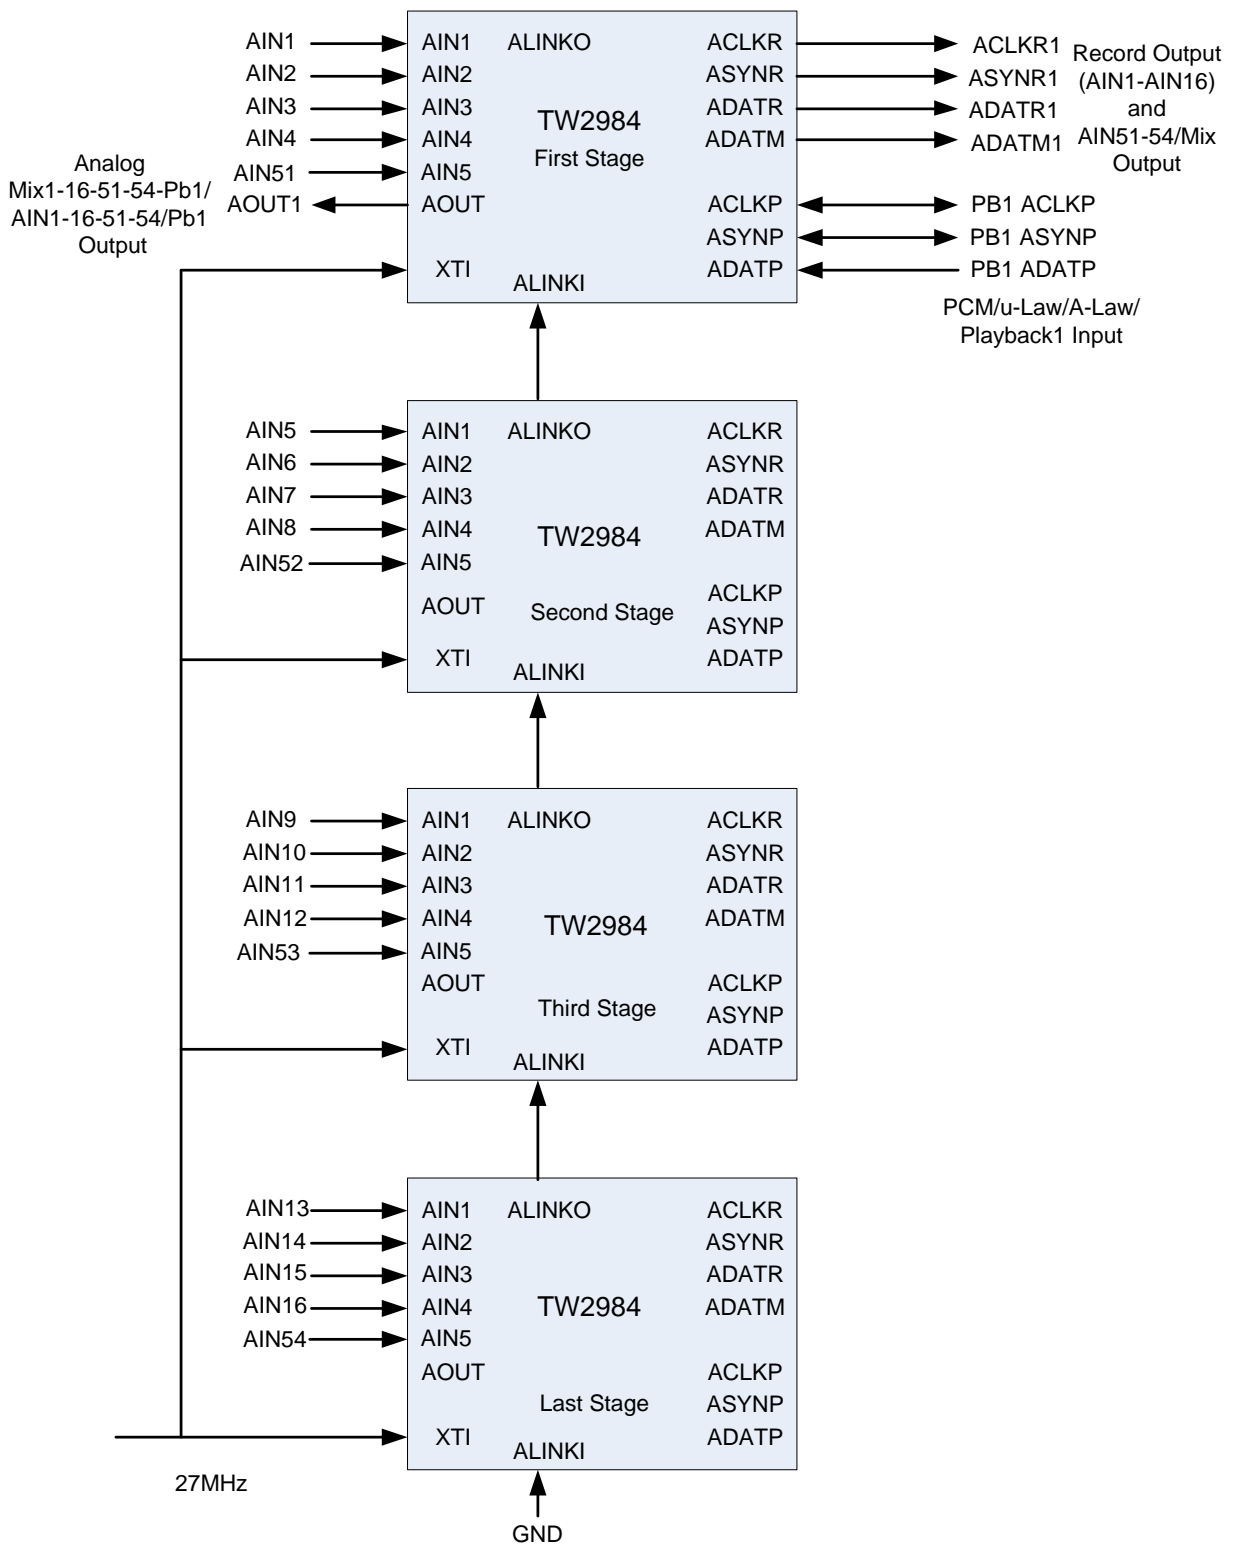 AIN1 AIN1 ALINKO ACLKR ACLKR1
AIN2 AIN2 ASYNR ASYNR1
AIN3 AIN3 ADATR ADATR1
AIN4 AIN4 ADATM ADATM1
AIN51 AIN5
AOUT1 AOUT ACLKP PB1 ACLKP
ASYNP PB1 ASYNP
XTI ADATP PB1 ADATP
ALINKI
TW2984
First Stage
Record Output
(AIN1-AIN16)
and
AIN51-54/Mix
Output
Analog
Mix1-16-51-54-Pb1/
AIN1-16-51-54/Pb1
Output
PCM/u-Law/A-Law/
Playback1 Input
AIN5 AIN1 ALINKO ACLKR
AIN6 AIN2 ASYNR
AIN7 AIN3 ADATR
AIN8 AIN4 ADATM
TW2984
AIN52 AIN5
ACLKP
AOUT Second Stage
ASYNP
XTI ADATP
ALINKI
AIN9 AIN1 ALINKO ACLKR
AIN10 AIN2 ASYNR
AIN11 AIN3 ADATR
AIN12 AIN4 ADATM
TW2984
AIN53 AIN5
AOUT ACLKP
Third Stage ASYNP
XTI ADATP
ALINKI
AIN13 AIN1 ALINKO ACLKR
AIN14 AIN2 ASYNR
AIN15 AIN3 ADATR
AIN16 AIN4 TW2984 ADATM
AIN54 AIN5
AOUT ACLKP
Last Stage ASYNP
XTI ADATP
ALINKI
27MHz
GND